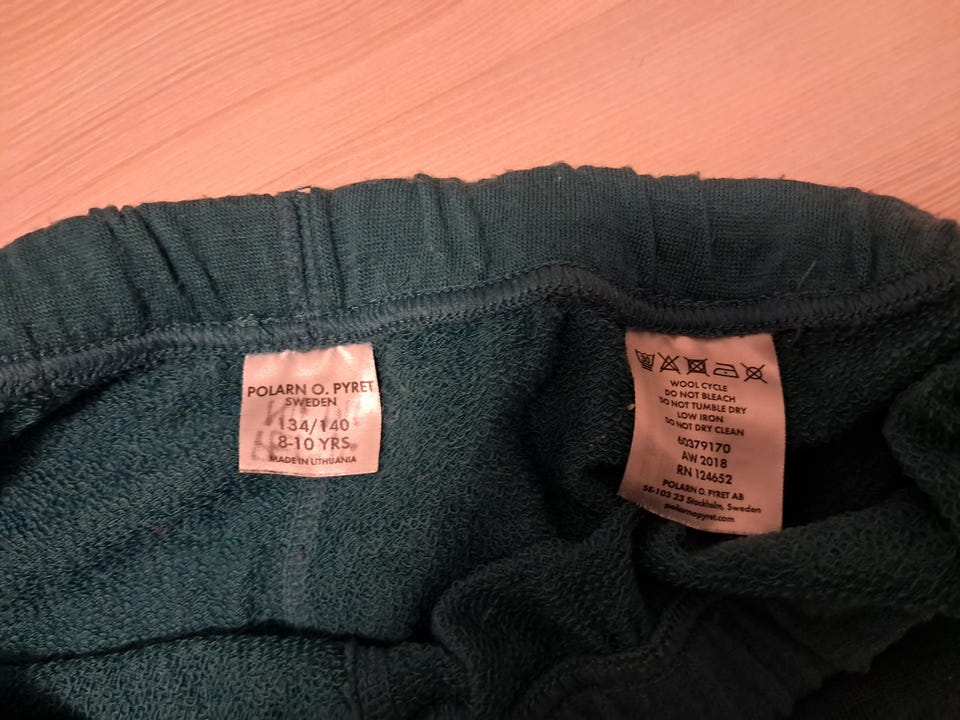 POLARN O. PYRET
SWEDEN
134/140
8-10 YRS.
MADE IN LITHUANIA
30
WOOL CYCLE
DO NOT BLEACH
DO NOT TUMBLE DRY
LOW IRON
DO NOT DRY CLEAN
60379170
AW 2018
RN 124652
POLARN O. PYRET AB
SE-103 23 Stockholm, Sweden
polarnopyret.com